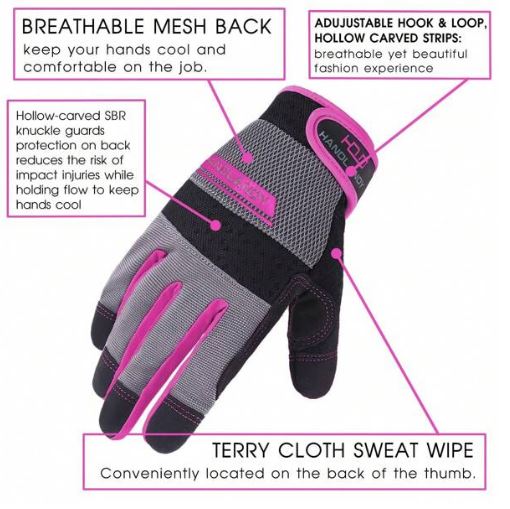 BREATHABLE MESH BACK
keep your hands cool and
comfortable on the job.
ADUJUSTABLE HOOK & LOOP,
HOLLOW CARVED STRIPS:
breathable yet beautiful
fashion experience
Hollow-carved SBR
knuckle guards
protection on back
reduces the risk of
impact injuries while
holding flow to keep
hands cool
TERRY CLOTH SWEAT WIPE
Conveniently located on the back of the thumb.